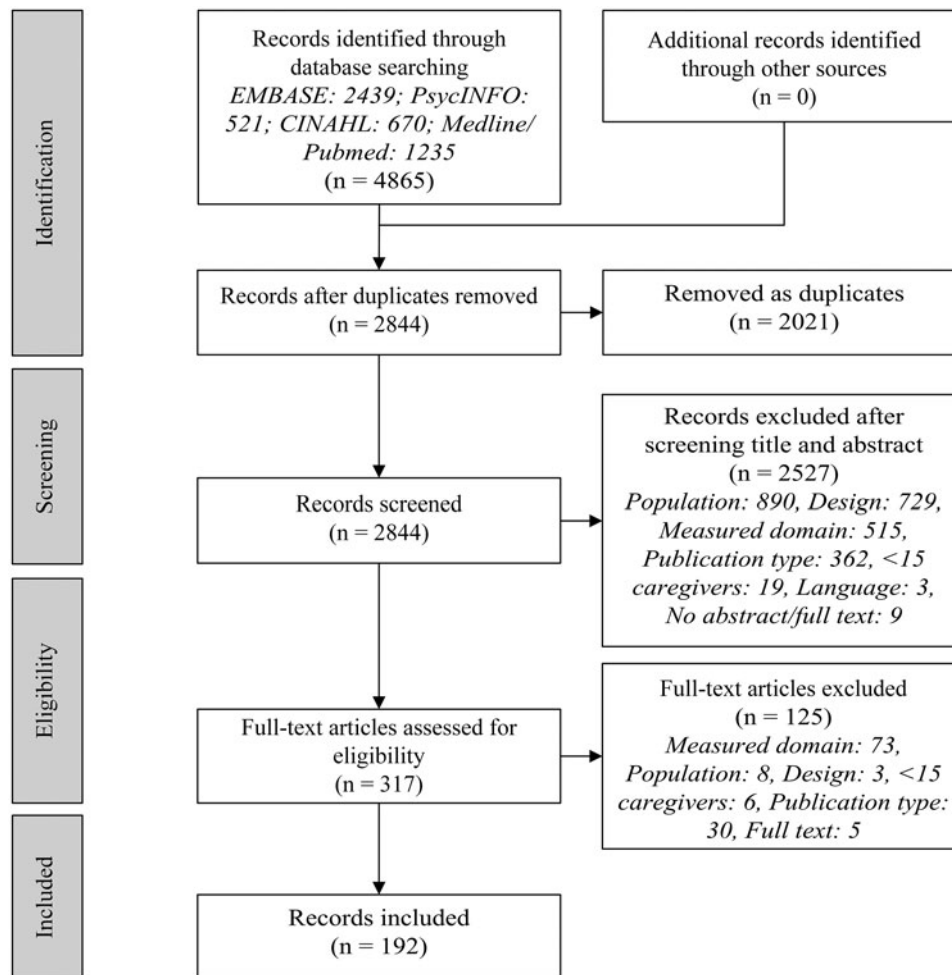 Identification
Records identified through
database searching
EMBASE: 2439; PsycINFO:
521; CINAHL: 670; Medline/
Pubmed: 1235
(n = 4865)
Additional records identified
through other sources
(n = 0)
Records after duplicates removed
(n = 2844)
Removed as duplicates
(n = 2021)
Screening
Records screened
(n = 2844)
Records excluded after
screening title and abstract
(n = 2527)
Population: 890, Design: 729,
Measured domain: 515,
Publication type: 362, <15
caregivers: 19, Language: 3,
No abstract/full text: 9
Eligibility
Full-text articles assessed for
eligibility
(n = 317)
Full-text articles excluded
(n = 125)
Measured domain: 73,
Population: 8, Design: 3, <15
caregivers: 6, Publication type:
30, Full text: 5
Included
Records included
(n = 192)